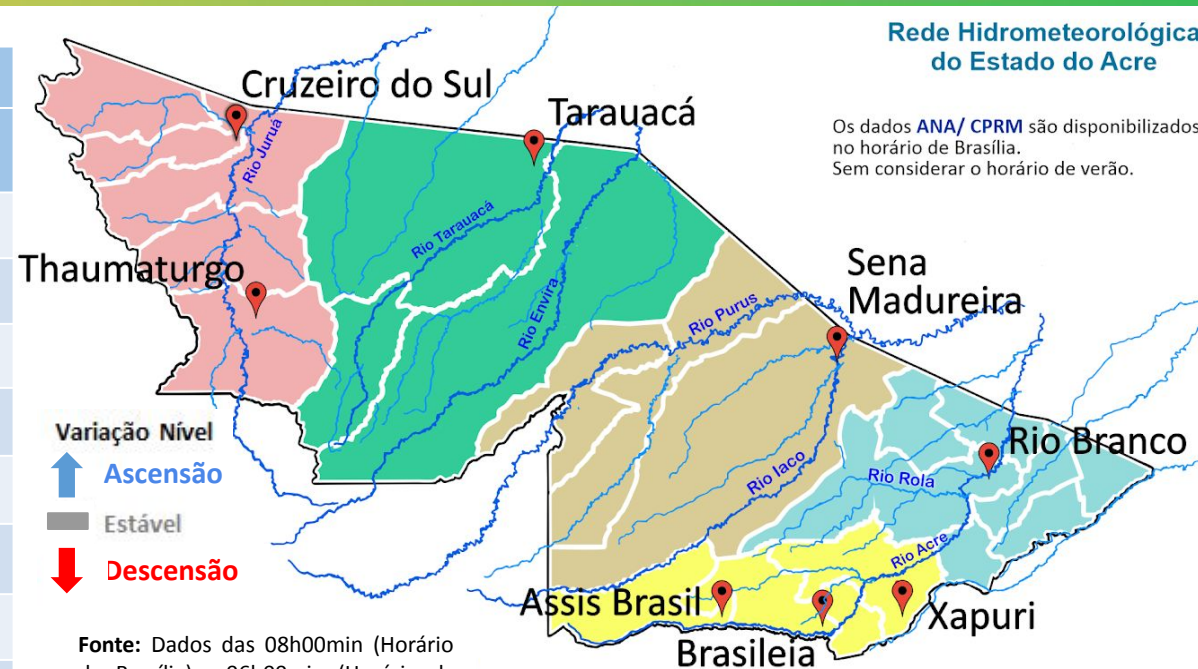 Rede Hidrometeorológica
do Estado do Acre
Os dados ANA/ CPRM são disponibilizados
no horário de Brasília.
Sem considerar o horário de verão.
Cruzeiro do Sul
Tarauacá
Rio Juruá
Rio Tarauacá
Thaumaturgo
Rio Envira
Sena
Madureira
Rio Purus
Rio Branco
Rio Iaco
Rio Rolá
Rio Acre
Assis Brasil
Xapuri
Brasileia
Variação Nível
Ascensão
Estável
Descensão
Fonte: Dados das 08h00min (Horário